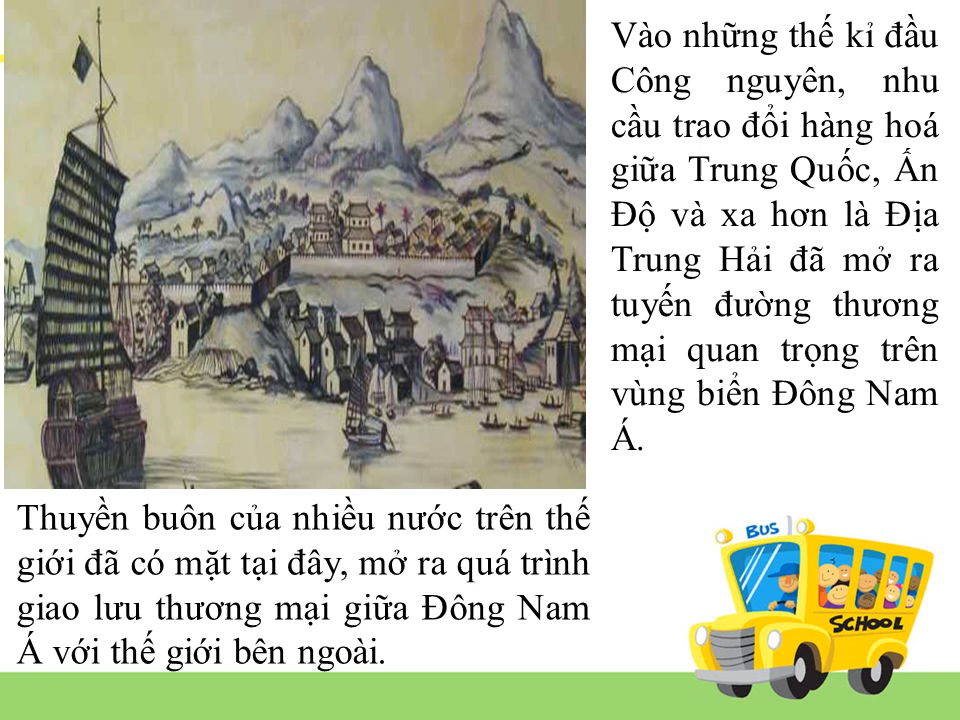 Vào những thế kỉ đầu
Công nguyên, nhu
cầu trao đổi hàng hoá
giữa Trung Quốc, Ấn
Độ và xa hơn là Địa
Trung Hải đã mở ra
tuyến đường thương
mại quan trọng trên
vùng biển Đông Nam
Á.
Thuyền buôn của nhiều nước trên thế
giới đã có mặt tại đây, mở ra quá trình
giao lưu thương mại giữa Đông Nam
Á với thế giới bên ngoài.
BUS
SCHOOL